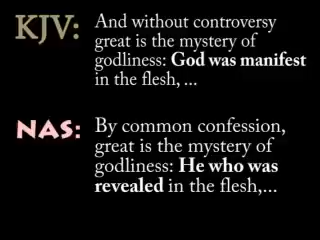 KJV: And without controversy
great is the mystery of
godliness: God was manifest
in the flesh, ...
NAS: By common confession,
great is the mystery of
godliness: He who was
revealed in the flesh,...